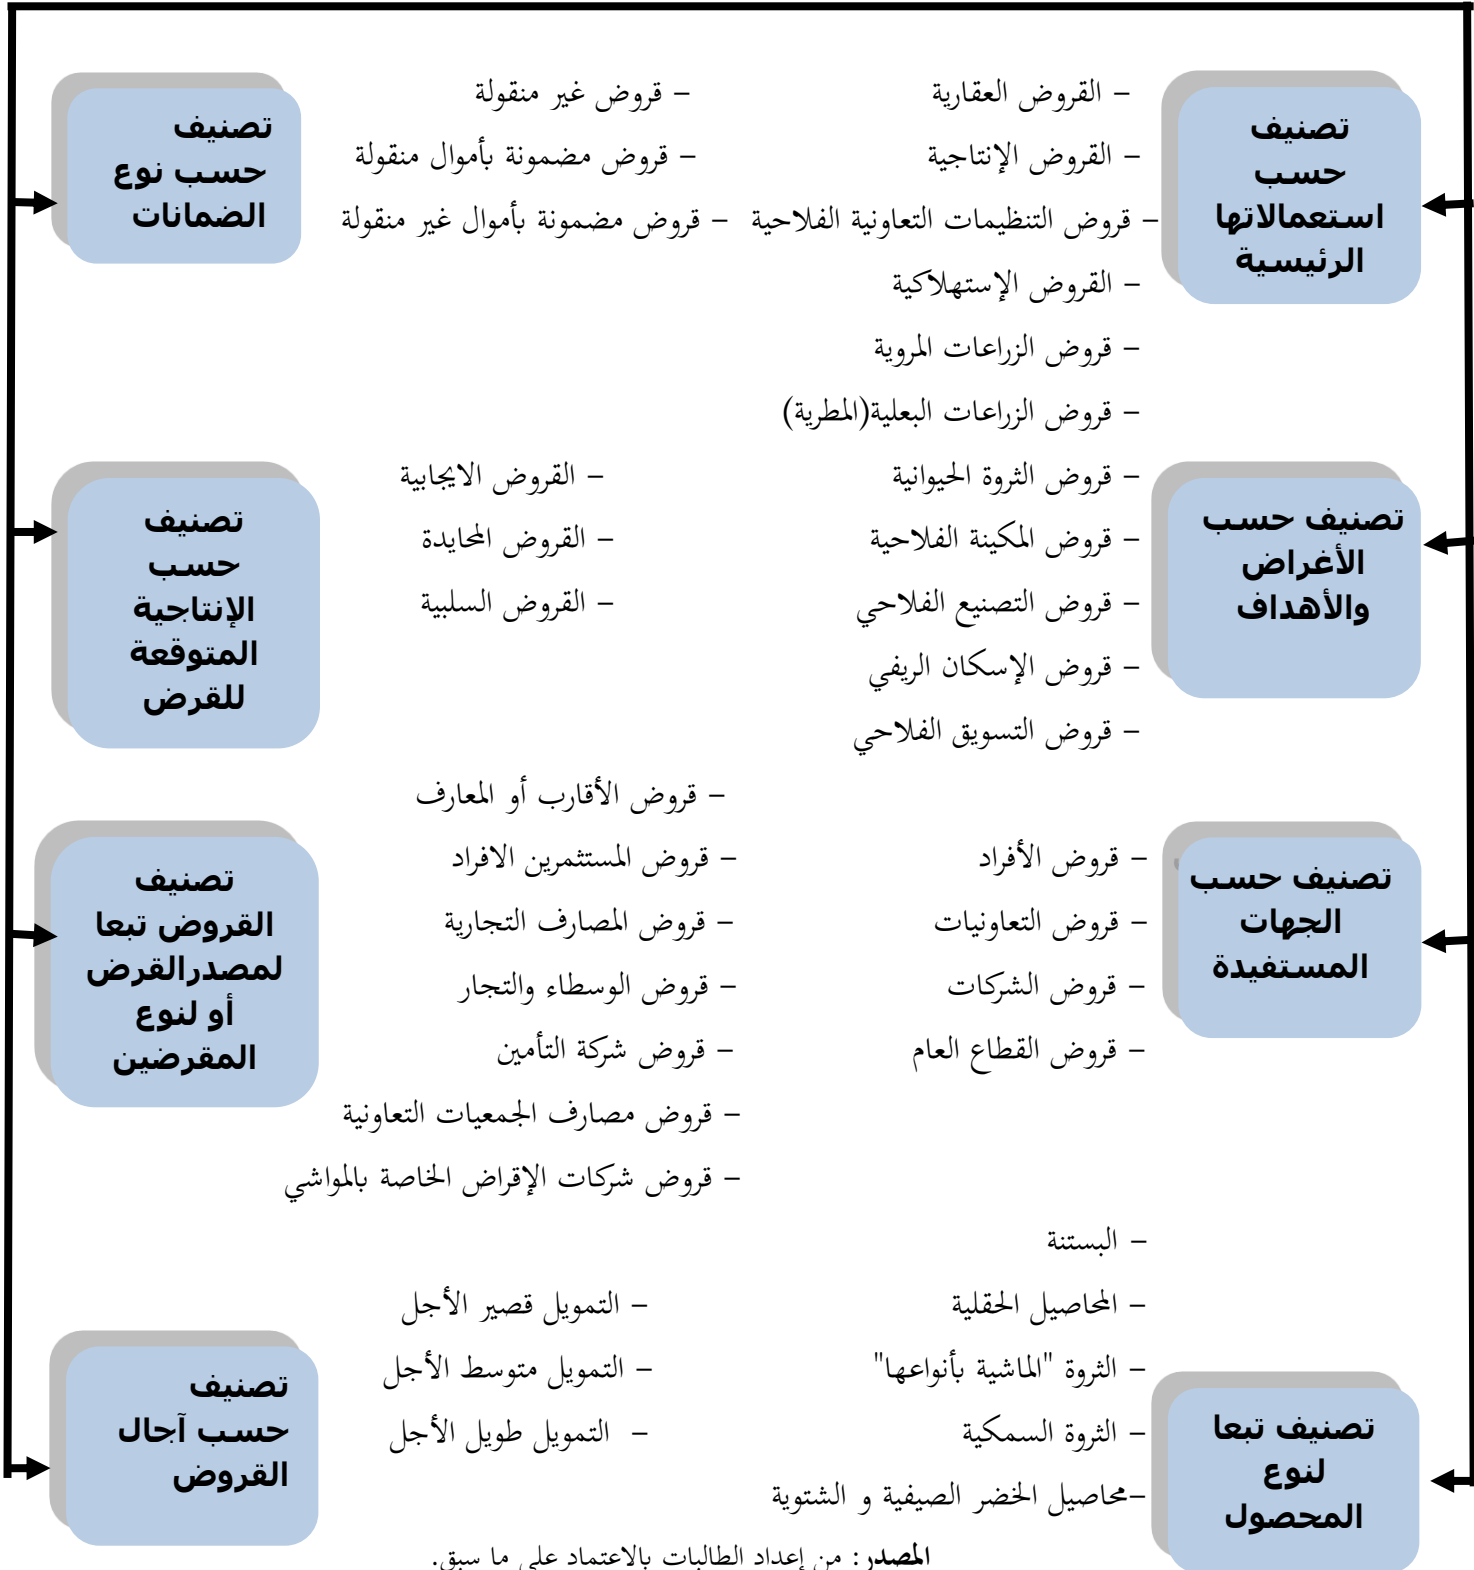 تصنيف
حسب
استعمالاتها
الرئيسية
– القروض العقارية
– القروض الإنتاجية
– قروض التنظيمات التعاونية الفلاحية
– القروض الإستهلاكية
– قروض الزراعات المروية
– قروض الزراعات البعلية(المطرية)
تصنيف حسب
الأغراض
والأهداف
– قروض الثروة الحيوانية
– قروض المكينة الفلاحية
– قروض التصنيع الفلاحي
– قروض الإسكان الريفي
– قروض التسويق الفلاحي
تصنيف حسب
الجهات
المستفيدة
– قروض الأفراد
– قروض التعاونيات
– قروض الشركات
– قروض القطاع العام
تصنيف تبعا
لنوع
المحصول
– البستنة
– المحاصيل الحقلية
– الثروة "الماشية بأنواعها"
– الثروة السمكية
–محاصيل الخضر الصيفية و الشتوية
تصنيف
حسب نوع
الضمانات
– قروض غير منقولة
– قروض مضمونة بأموال منقولة
– قروض مضمونة بأموال غير منقولة
تصنيف
حسب
الإنتاجية
المتوقعة
للقرض
– القروض الايجابية
– القروض المحايدة
– القروض السلبية
تصنيف
القروض تبعا
لمصدرالقرض
أو لنوع
المقرضين
– قروض الأقارب أو المعارف
– قروض المستثمرين الافراد
– قروض المصارف التجارية
– قروض الوسطاء والتجار
– قروض شركة التأمين
– قروض مصارف الجمعيات التعاونية
– قروض شركات الإقراض الخاصة بالمواشي
تصنيف
حسب آجال
القروض
– التمويل قصير الأجل
– التمويل متوسط الأجل
– التمويل طويل الأجل
المصدر: من إعداد الطالبات بالاعتماد على ما سبق.